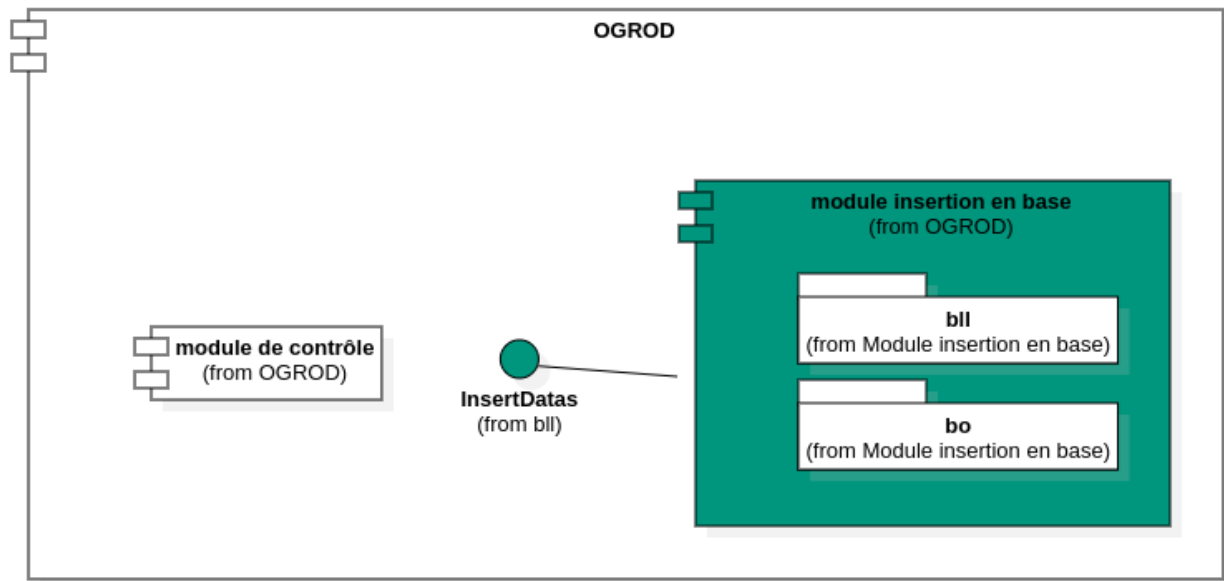 OGROD
module insertion en base
(from OGROD)
bll
(from Module insertion en base)
module de contrôle
(from OGROD)
InsertDatas
(from bll)
bo
(from Module insertion en base)